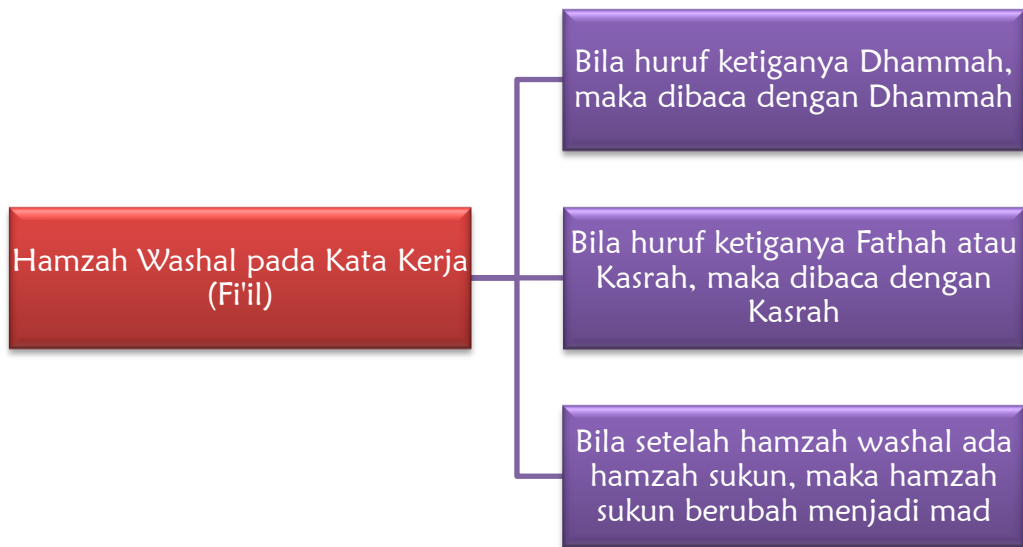 Hamzah Washal pada Kata Kerja
(Fi'il)
Bila huruf ketiganya Dhammah,
maka dibaca dengan Dhammah
Bila huruf ketiganya Fathah atau
Kasrah, maka dibaca dengan
Kasrah
Bila setelah hamzah washal ada
hamzah sukun, maka hamzah
sukun berubah menjadi mad